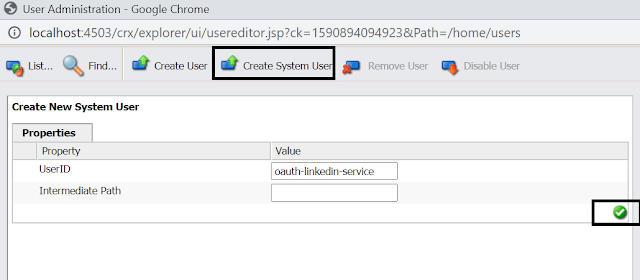 User Administration - Google Chrome
localhost:4503/crx/explorer/ui/usereditor.jsp?ck=1590894094923&Path=/home/users
List... Find... Create User Create System User Remove User Disable User
Create New System User
Properties
Property Value
UserID oauth-linkedin-service
Intermediate Path